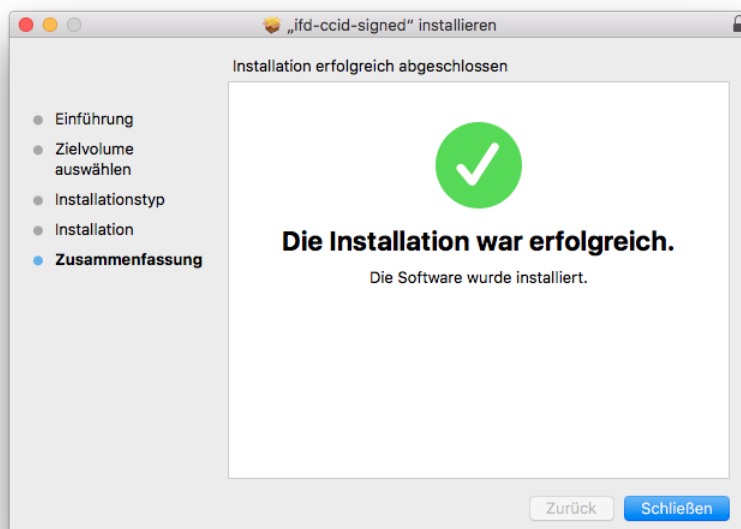 „ifd-ccid-signed“ installieren
Installation erfolgreich abgeschlossen
Einführung
Zielvolume
auswählen
Installationstyp
Installation
Zusammenfassung
Die Installation war erfolgreich.
Die Software wurde installiert.
Zurück
Schließen